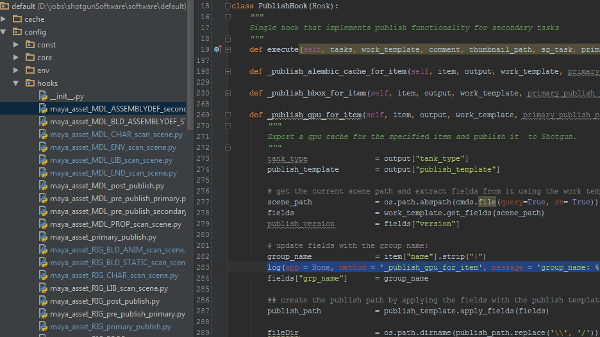 default (D:\jobs\shotgunSoftware\software\default)
cache
config
const
core
env
hooks
__init__.py
maya_asset_MDL_ASSEMBLYDEF_second
maya_asset_MDL_BLD_ASSEMBLYDEF_ST
maya_asset_MDL_CHAR_scan_scene.py
maya_asset_MDL_ENV_scan_scene.py
maya_asset_MDL_LIB_scan_scene.py
maya_asset_MDL_LND_scan_scene.py
maya_asset_MDL_post_publish.py
maya_asset_MDL_pre_publish_primary.py
maya_asset_MDL_pre_publish_secondary
maya_asset_MDL_PROP_scan_scene.py
maya_asset_primary_publish.py
maya_asset_RIG_BLD_ANIM_scan_scene.
maya_asset_RIG_BLD_STATIC_scan_scene.
maya_asset_RIG_CHAR_scan_scene.py
maya_asset_RIG_LIB_scan_scene.py
maya_asset_RIG_post_publish.py
maya_asset_RIG_pre_publish_primary.py
maya_asset_RIG_primary_publish.py
15 class PublishHook(Hook):
16 """
17 Single hook that implements publish functionality for secondary tasks
18 """
19 def execute(self, tasks, work_template, comment, thumbnail_path, sg_task, prim
198 def _publish_alembic_cache_for_item(self, item, output, work_template, primary
230 def _publish_bbox_for_item(self, item, output, work_template, primary_publish
269 def _publish_gpu_for_item(self, item, output, work_template, primary_publish_p
270 """
271 Export a gpu cache for the specified item and publish it to Shotgun.
272 """
273 tank_type = output["tank_type"]
274 publish_template = output["publish_template"]
275
276 # get the current scene path and extract fields from it using the work temp
277 scene_path = os.path.abspath(cmds.file(query=True, sn= True))
278 fields = work_template.get_fields(scene_path)
279 publish_version = fields["version"]
280
281 # update fields with the group name:
282 group_name = item["name"].strip("|")
283 log(app = None, method = '_publish_gpu_for_item', message = 'group_name: %
284 fields["grp_name"] = group_name
285
286 ## create the publish path by applying the fields with the publish template
287 publish_path = publish_template.apply_fields(fields)
288
289 fileDir = os.path.dirname(publish_path.replace('\\', '/'))